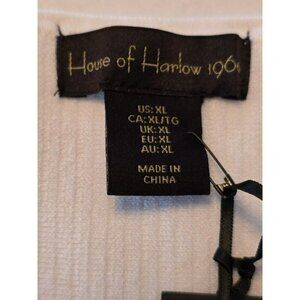 House of Harlow 1960
US: XL
CA: XL/TG
UK: XL
EU: XL
AU: XL
MADE IN
CHINA